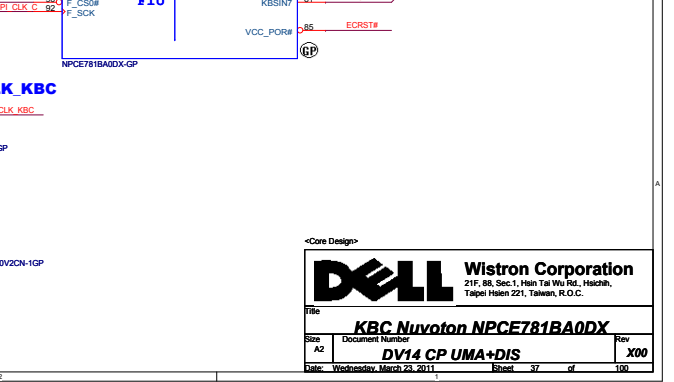 F_CS0#
KBSIN7
PI_CLK_C 92 F_SCK
VCC_POR# 85 ECRST#
GP
NPCE781BA0DX-GP
K_KBC
CLK_KBC
GP
A
0V2CN-1GP
<Core Design>
DELL
Wistron Corporation
21F, 88, Sec.1, Hsin Tai Wu Rd., Hsichih,
Taipei Hsien 221, Taiwan, R.O.C.
Title
KBC Nuvoton NPCE781BA0DX
Size Document Number Rev
A2 DV14 CP UMA+DIS X00
Date: Wednesday, March 23, 2011 Sheet 37 of 100
2 1